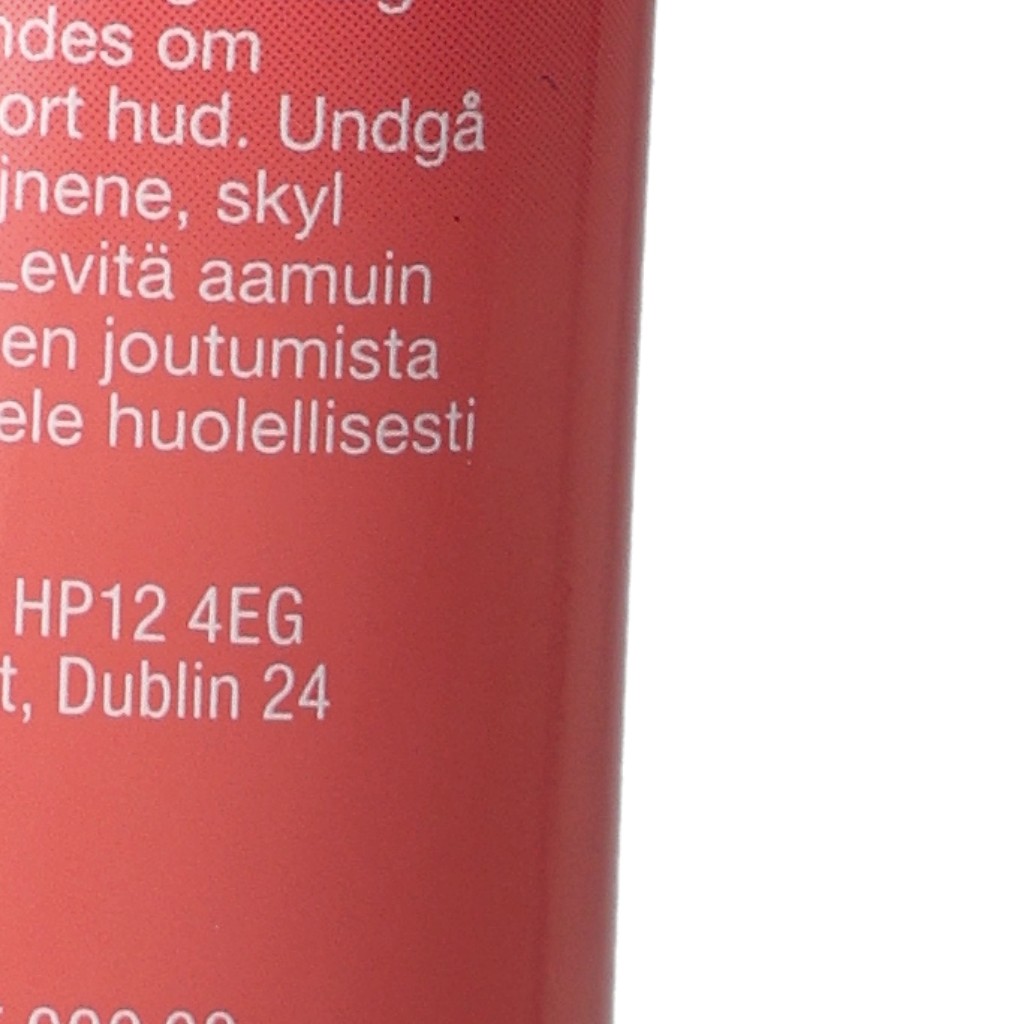 ndes om
ort hud. Undgå
jnene, skyl
Levitä aamuin
en joutumista
ele huolellisesti
HP12 4EG
t, Dublin 24